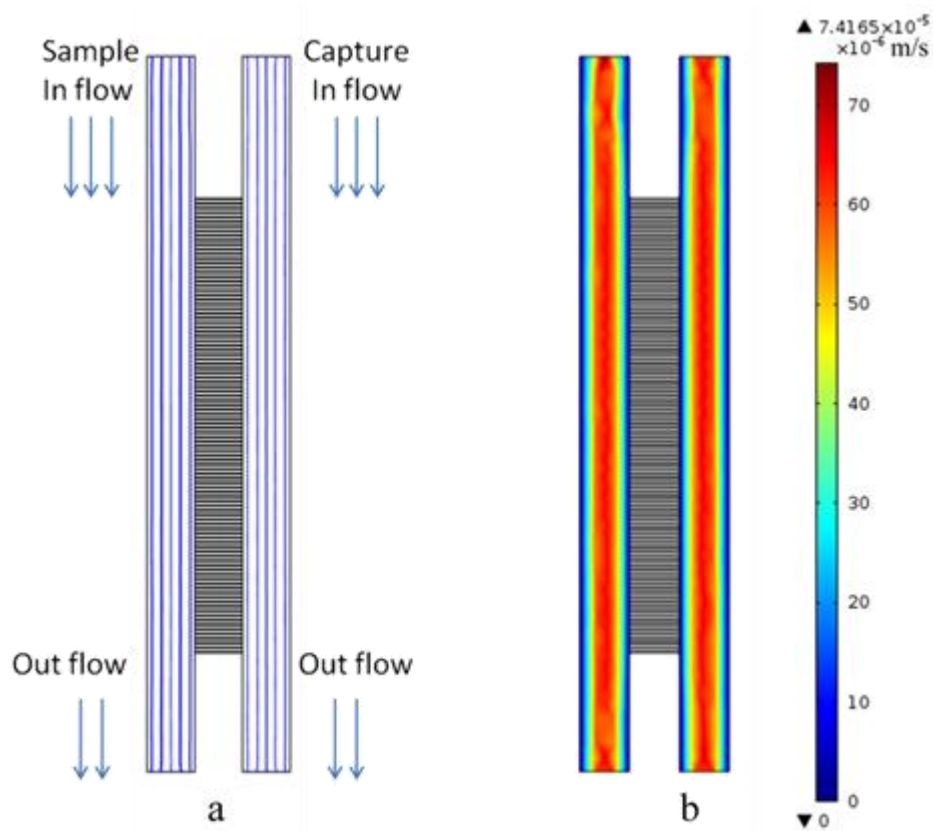 Sample
In flow
Capture
In flow
Out flow
Out flow
a
b
▲ 7.4165×10⁻⁵
×10⁻⁶ m/s
70
60
50
40
30
20
10
0
▼ 0